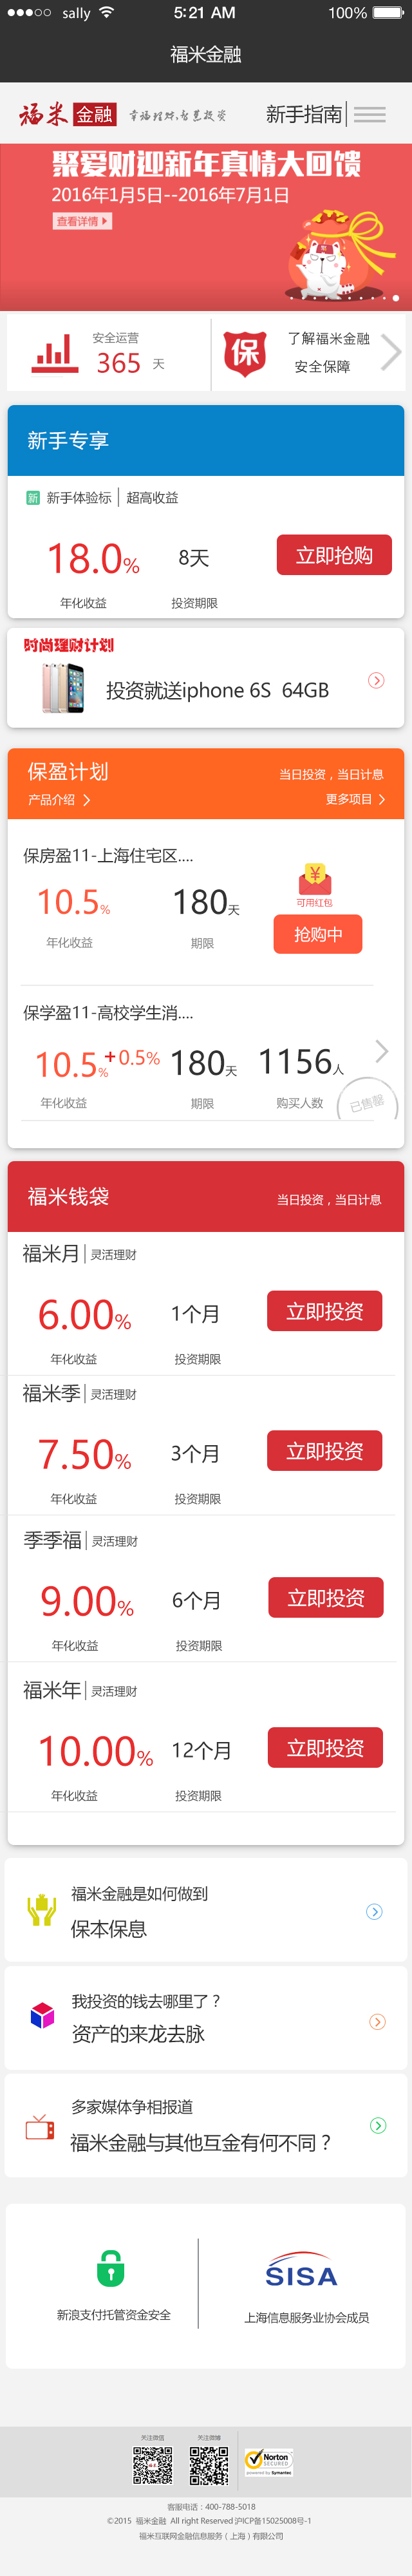 sally
5:21 AM
100%
福米金融
福米 金融 幸福理财,智慧投资
新手指南
聚爱财迎新年真情大回馈
2016年1月5日--2016年7月1日
查看详情
安全运营
365 天
保
了解福米金融
安全保障
新手专享
新 新手体验标 超高收益
18.0% 8天 立即抢购
年化收益 投资期限
时尚理财计划
投资就送iphone 6S 64GB
保盈计划 当日投资，当日计息
产品介绍 更多项目
保房盈11-上海住宅区....
10.5% 180天 ¥
可用红包
抢购中
年化收益 期限
保学盈11-高校学生消....
10.5% +0.5% 180天 1156人
年化收益 期限 购买人数
已售罄
福米钱袋 当日投资，当日计息
福米月 灵活理财
6.00% 1个月 立即投资
年化收益 投资期限
福米季 灵活理财
7.50% 3个月 立即投资
年化收益 投资期限
季季福 灵活理财
9.00% 6个月 立即投资
年化收益 投资期限
福米年 灵活理财
10.00% 12个月 立即投资
年化收益 投资期限
福米金融是如何做到
保本保息
我投资的钱去哪里了？
资产的来龙去脉
多家媒体争相报道
福米金融与其他互金有何不同？
SISA
新浪支付托管资金安全
上海信息服务业协会成员
关注微信 关注微博
Norton
SECURED
powered by Symantec
客服电话：400-788-5018
©2015 福米金融 All right Reserved 沪ICP备15025008号-1
福米互联网金融信息服务（上海）有限公司